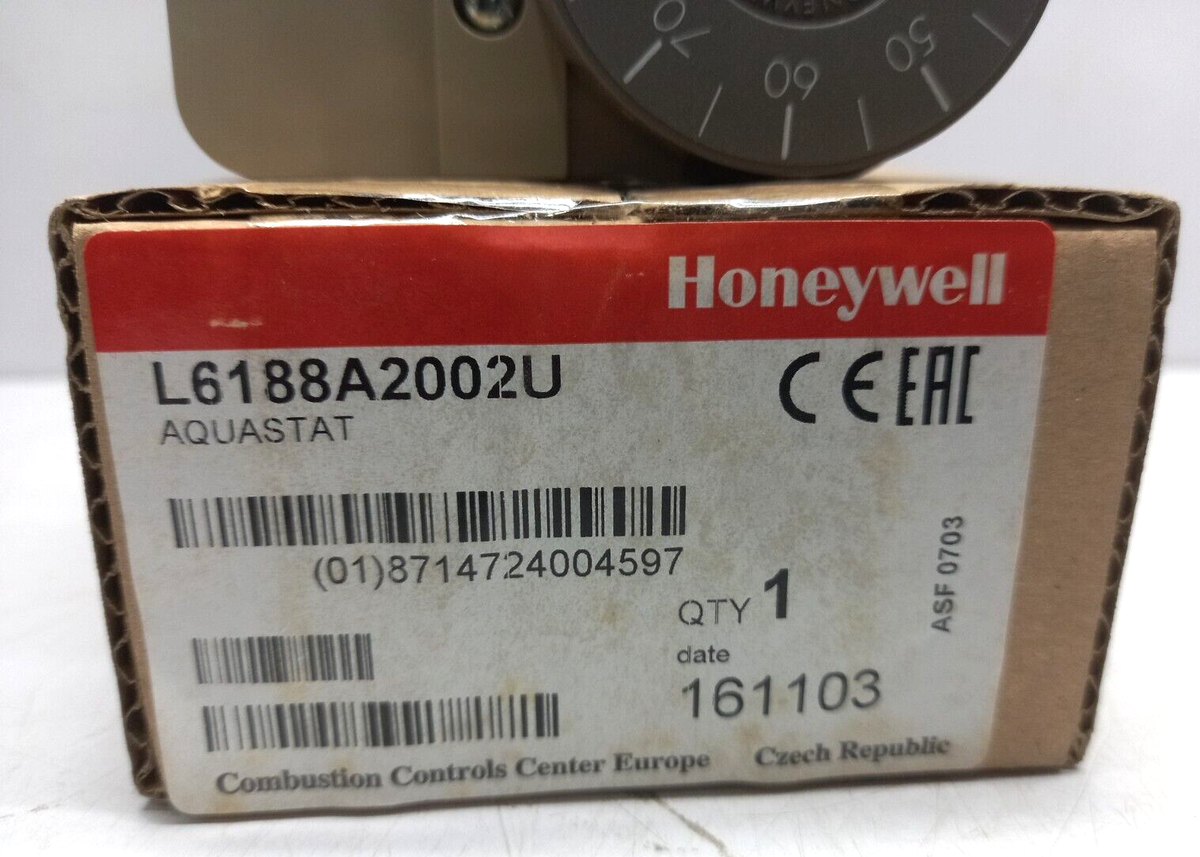 70
60
50
Honeywell
L6188A2002U
AQUASTAT
CE EAC
(01)8714724004597
QTY 1
date
161103
ASF 0703
Combustion Controls Center Europe Czech Republic